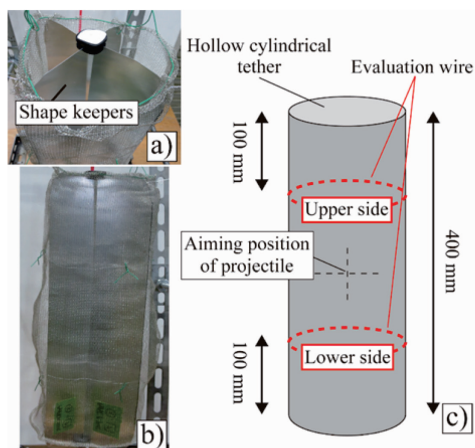 Shape keepers
a)
b)
Hollow cylindrical
tether
Evaluation wire
100 mm
Upper side
Aiming position
of projectile
400 mm
100 mm
Lower side
c)